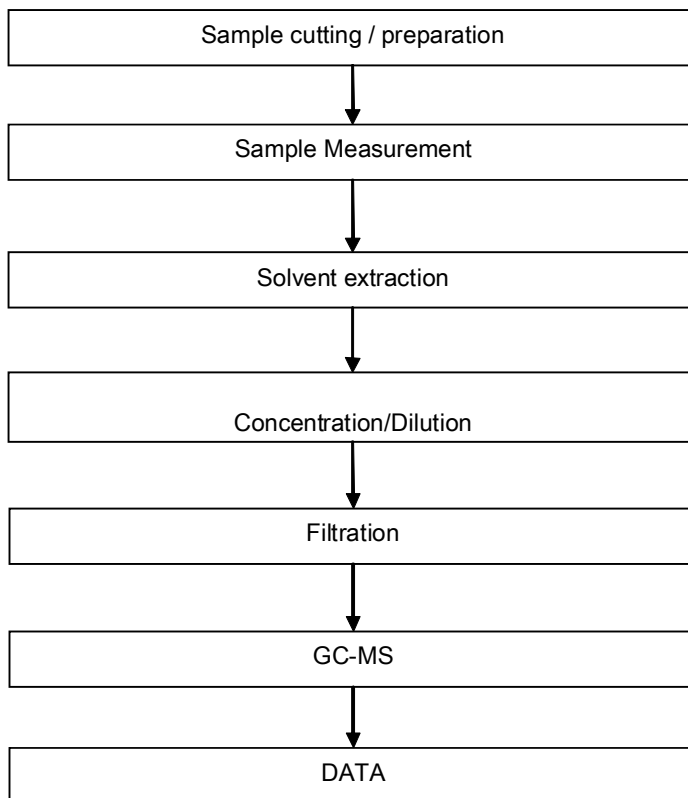 Sample cutting / preparation
Sample Measurement
Solvent extraction
Concentration/Dilution
Filtration
GC-MS
DATA